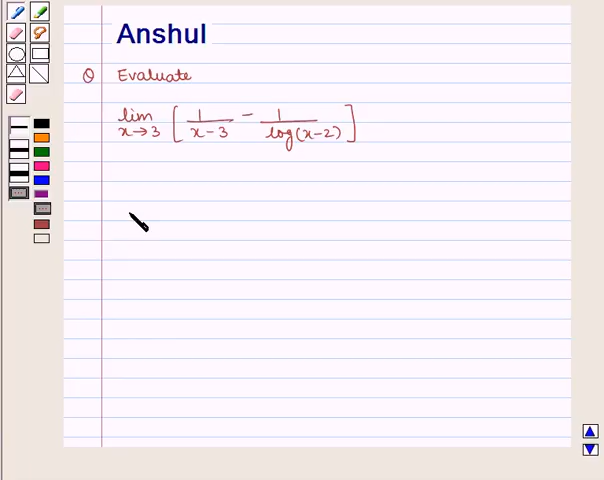 Anshul
Q Evaluate
lim x→3 [ 1/(x-3) - 1/log(x-2) ]